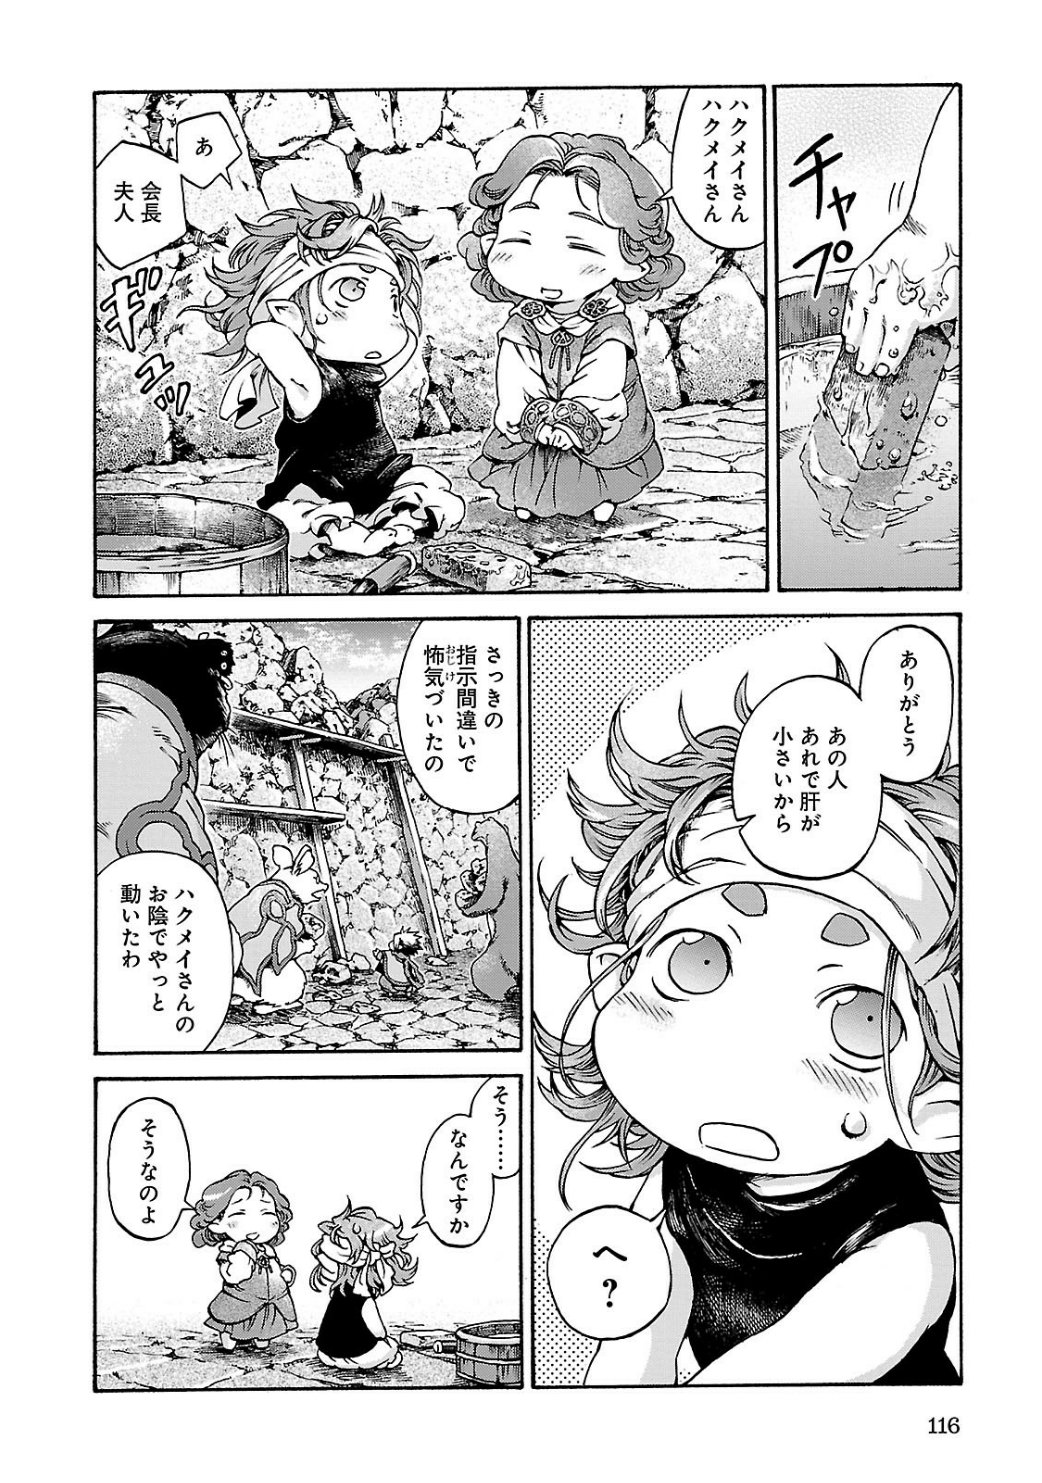 チャプ
ハクメイさん
ハクメイさん
あ
会長
夫人
ギュッ
ありがとう
あの人
あれで肝が
小さいから
へ？
さっきの
指示間違いで
怖気づいたの
おじけ
ハクメイさんの
お陰でやっと
動いたわ
そう……
なんですか
そうなのよ
116